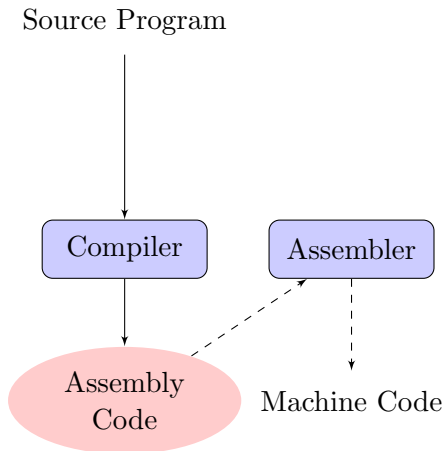 Source Program
Compiler
Assembler
Assembly
Code
Machine Code